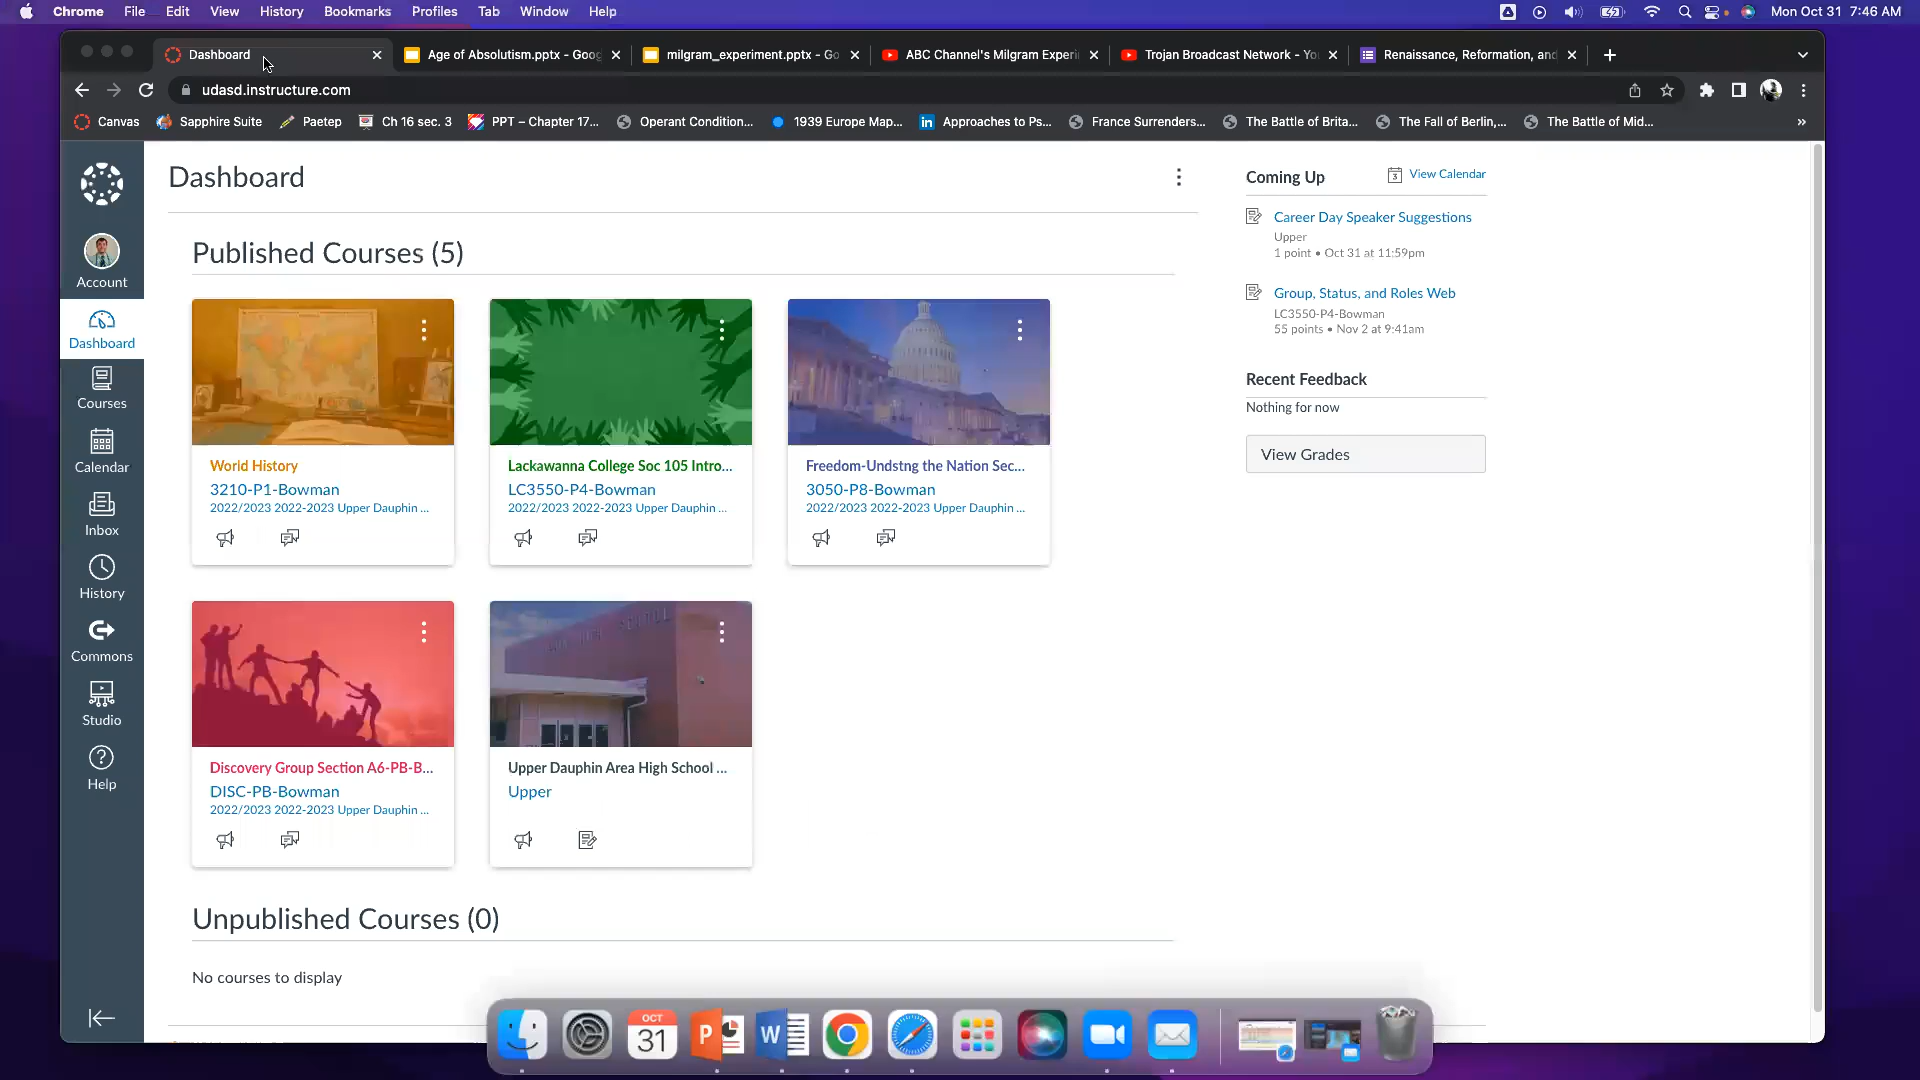 Chrome File Edit View History Bookmarks Profiles Tab Window Help Mon Oct 31 7:46 AM
Dashboard Age of Absolutism.pptx - Goog milgram_experiment.pptx - Go ABC Channel's Milgram Experi Trojan Broadcast Network - Yo Renaissance, Reformation, and
udasd.instructure.com
Canvas Sapphire Suite Paetep Ch 16 sec. 3 PPT – Chapter 17... Operant Condition... 1939 Europe Map... Approaches to Ps... France Surrenders... The Battle of Brita... The Fall of Berlin,... The Battle of Mid... »
Account
Dashboard
Courses
Calendar
Inbox
History
Commons
Studio
Help
Dashboard
Published Courses (5)
World History
3210-P1-Bowman
2022/2023 2022-2023 Upper Dauphin ...
Lackawanna College Soc 105 Intro...
LC3550-P4-Bowman
2022/2023 2022-2023 Upper Dauphin ...
Freedom-Undstng the Nation Sec...
3050-P8-Bowman
2022/2023 2022-2023 Upper Dauphin ...
Discovery Group Section A6-PB-B...
DISC-PB-Bowman
2022/2023 2022-2023 Upper Dauphin ...
Upper Dauphin Area High School ...
Upper
Unpublished Courses (0)
No courses to display
Coming Up 3 View Calendar
Career Day Speaker Suggestions
Upper
1 point • Oct 31 at 11:59pm
Group, Status, and Roles Web
LC3550-P4-Bowman
55 points • Nov 2 at 9:41am
Recent Feedback
Nothing for now
View Grades
OCT
31
P
W